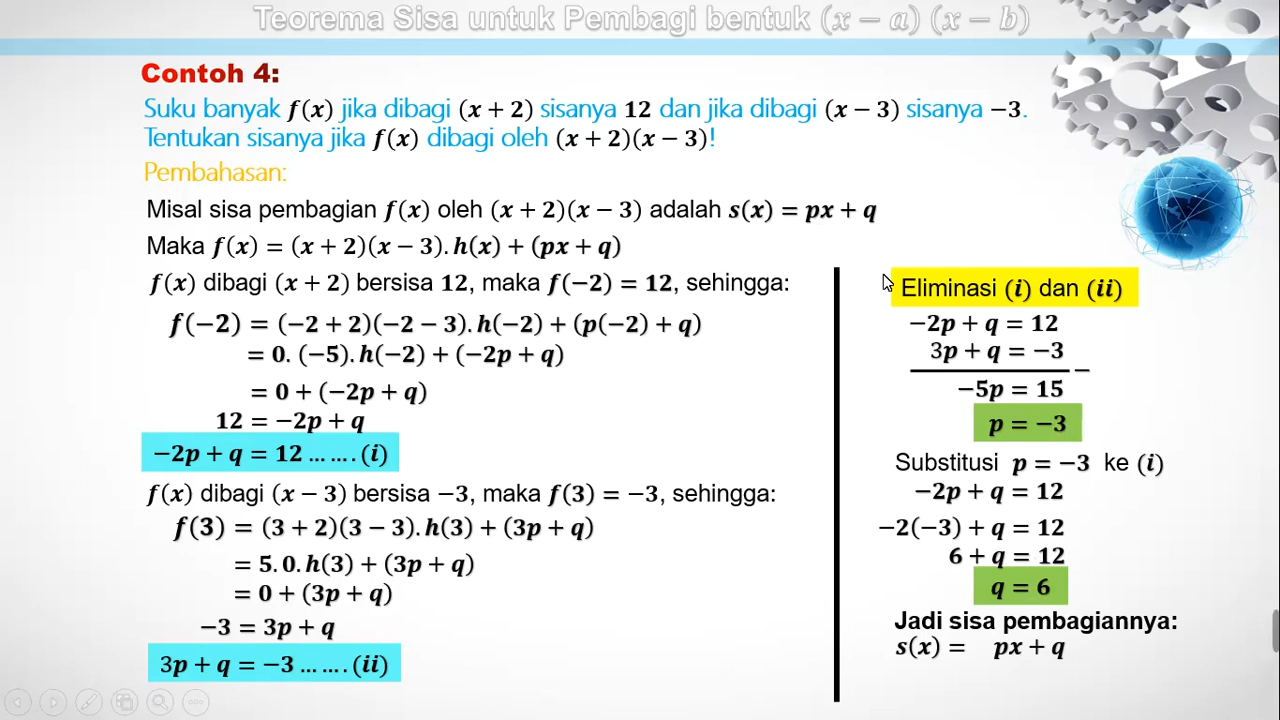 Teorema Sisa untuk Pembagi bentuk (x − a) (x − b)
Contoh 4:
Suku banyak f(x) jika dibagi (x + 2) sisanya 12 dan jika dibagi (x − 3) sisanya −3.
Tentukan sisanya jika f(x) dibagi oleh (x + 2)(x − 3)!
Pembahasan:
Misal sisa pembagian f(x) oleh (x + 2)(x − 3) adalah s(x) = px + q
Maka f(x) = (x + 2)(x − 3). h(x) + (px + q)
f(x) dibagi (x + 2) bersisa 12, maka f(−2) = 12, sehingga:
f(−2) = (−2 + 2)(−2 − 3). h(−2) + (p(−2) + q)
= 0. (−5). h(−2) + (−2p + q)
= 0 + (−2p + q)
12 = −2p + q
−2p + q = 12 … … . (i)
f(x) dibagi (x − 3) bersisa −3, maka f(3) = −3, sehingga:
f(3) = (3 + 2)(3 − 3). h(3) + (3p + q)
= 5. 0. h(3) + (3p + q)
= 0 + (3p + q)
−3 = 3p + q
3p + q = −3 … … . (ii)
Eliminasi (i) dan (ii)
−2p + q = 12
3p + q = −3
−
−5p = 15
p = −3
Substitusi p = −3 ke (i)
−2p + q = 12
−2(−3) + q = 12
6 + q = 12
q = 6
Jadi sisa pembagiannya:
s(x) = px + q